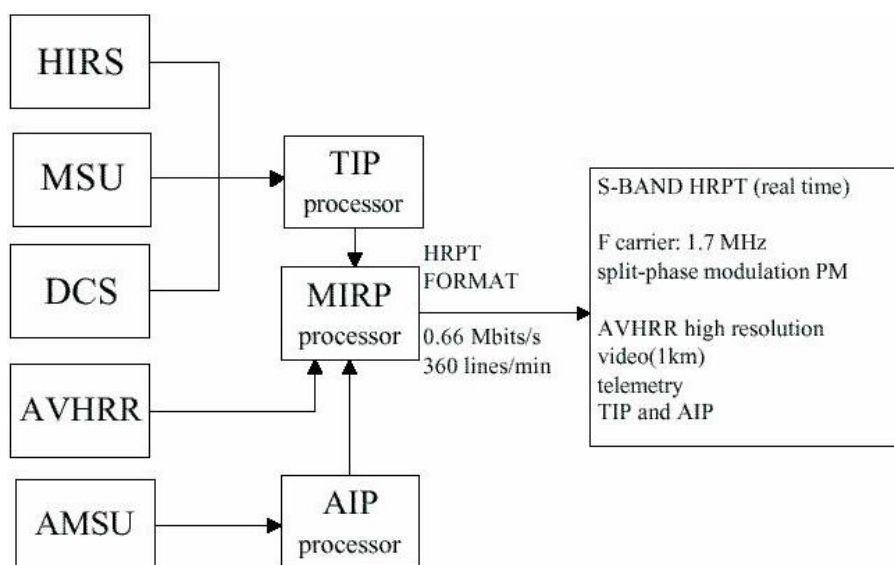 HIRS
MSU
DCS
AVHRR
AMSU
TIP
processor
MIRP
processor
AIP
processor
HRPT
FORMAT
0.66 Mbits/s
360 lines/min
S-BAND HRPT (real time)
F carrier: 1.7 MHz
split-phase modulation PM
AVHRR high resolution
video(1km)
telemetry
TIP and AIP